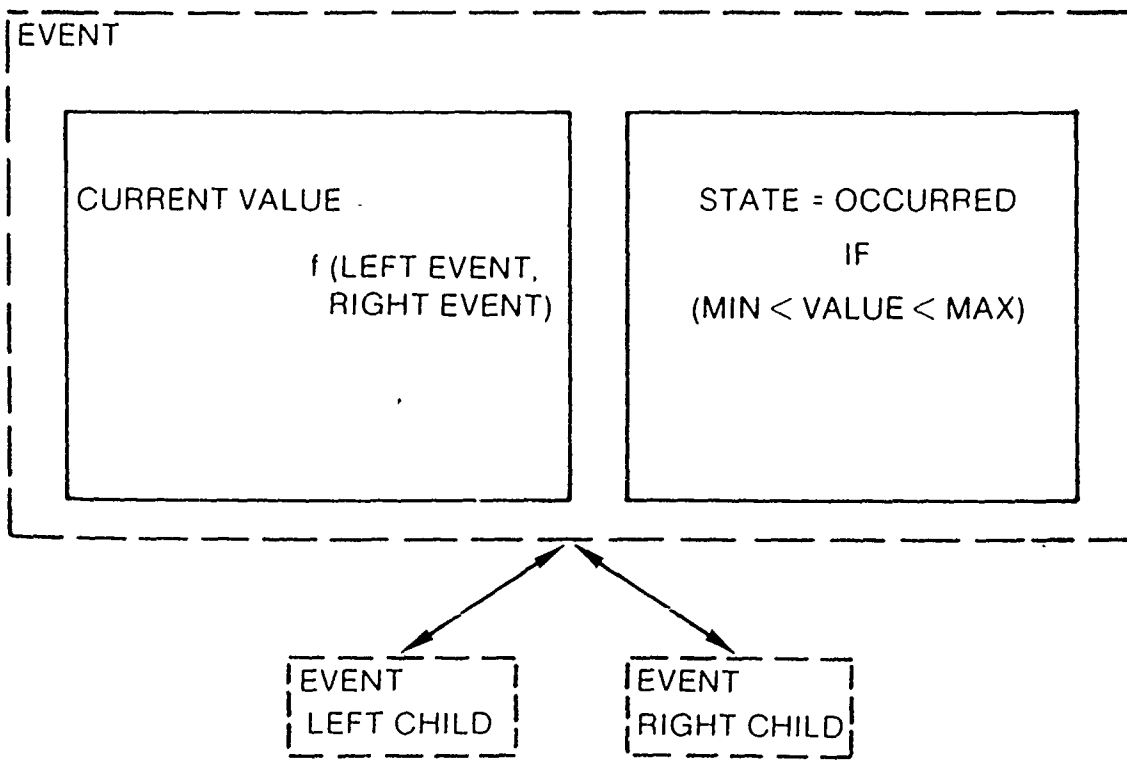 EVENT
CURRENT VALUE
f (LEFT EVENT,
RIGHT EVENT)
STATE = OCCURRED
IF
(MIN < VALUE < MAX)
EVENT
LEFT CHILD
EVENT
RIGHT CHILD